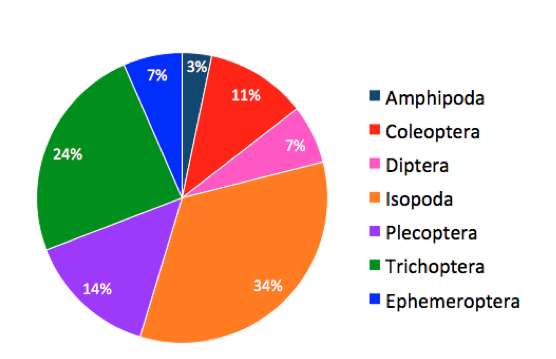 3%
11%
7%
34%
14%
24%
7%
Amphipoda
Coleoptera
Diptera
Isopoda
Plecoptera
Trichoptera
Ephemeroptera